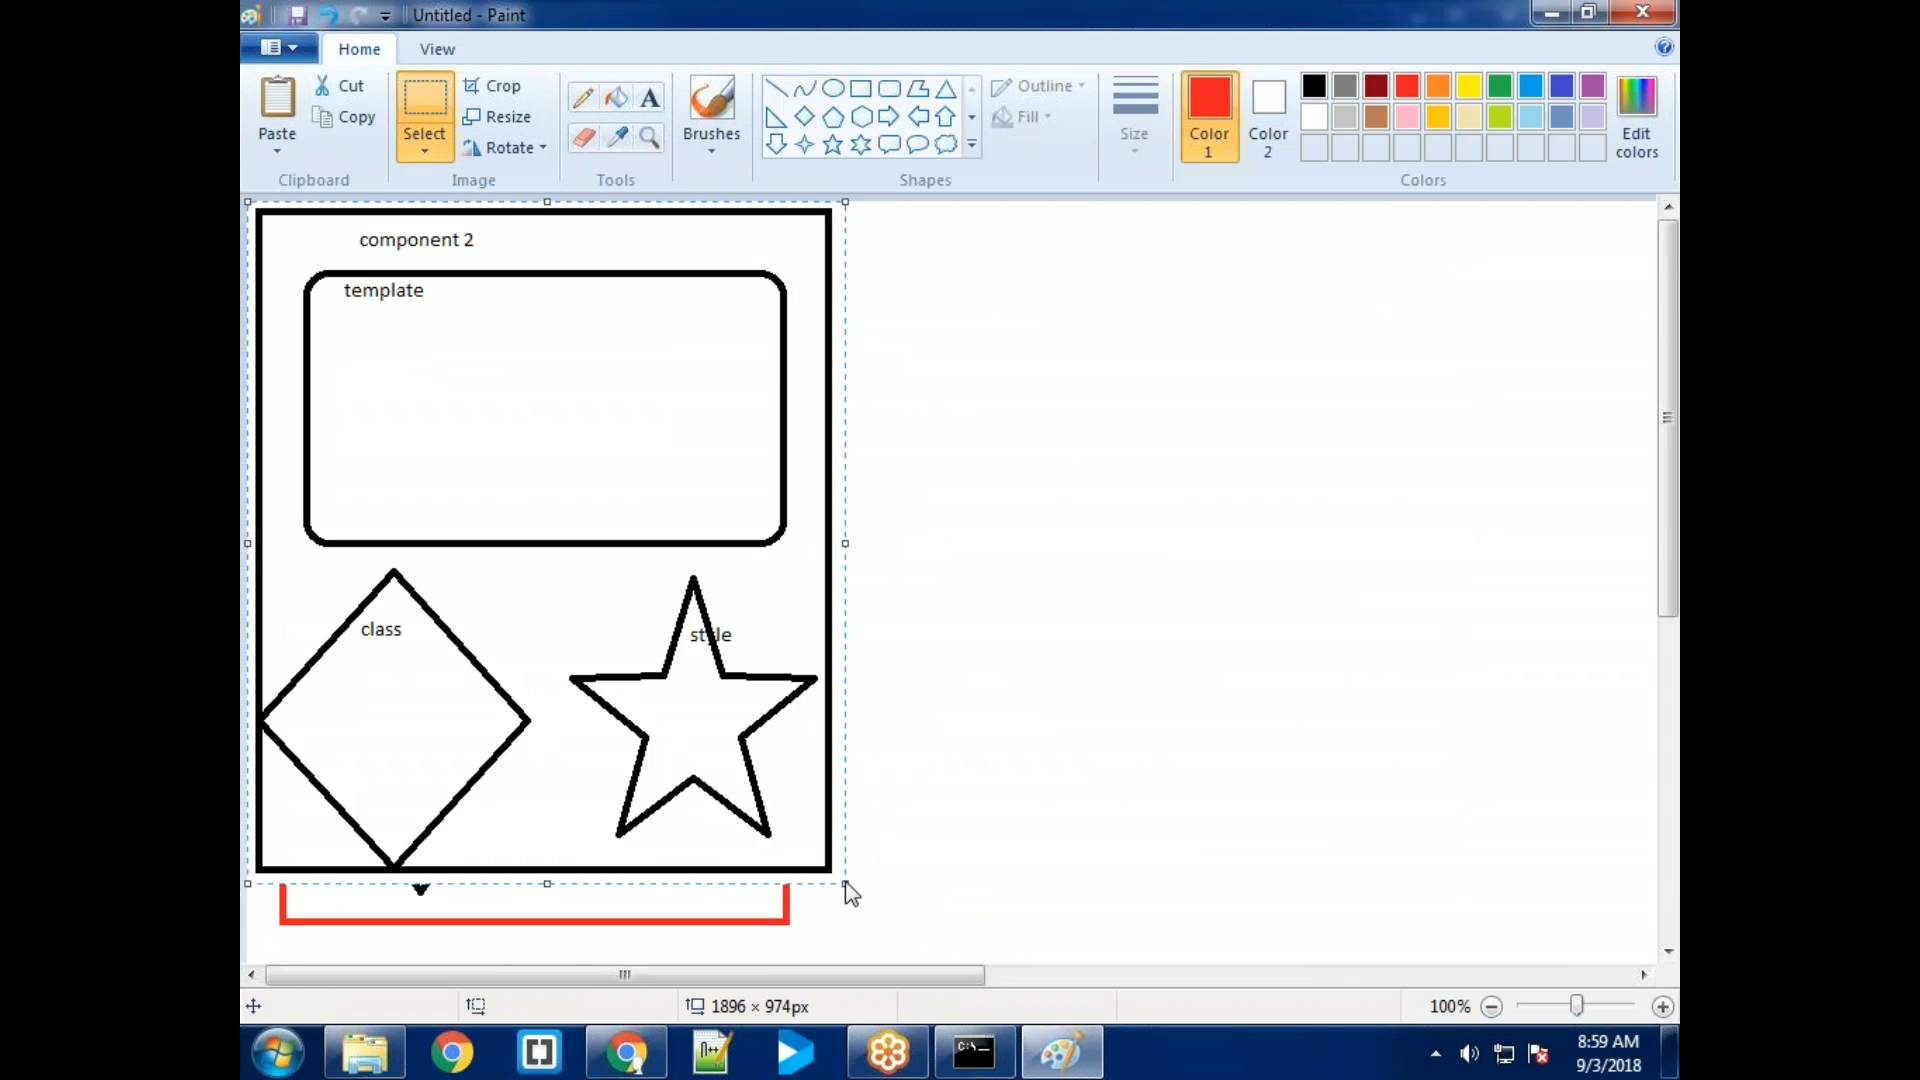 Untitled - Paint
Home
View
Paste
Cut
Copy
Clipboard
Select
Crop
Resize
Rotate
Image
A
Tools
Brushes
Shapes
Outline
Fill
Size
Color 1
Color 2
Edit colors
Colors
component 2
template
class
style
1896 × 974px
100%
C:\
8:59 AM
9/3/2018